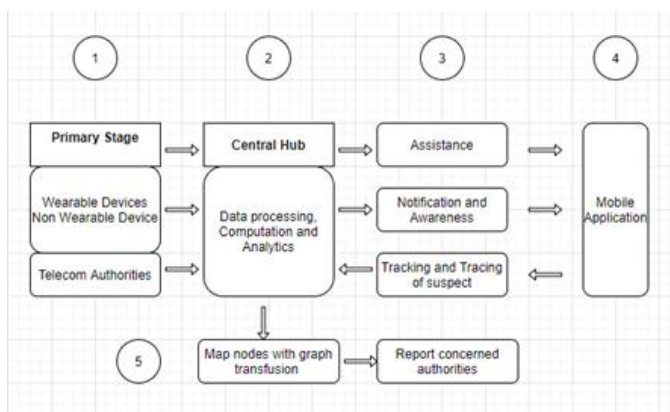 1
2
3
4
Primary Stage
Central Hub
Assistance
Wearable Devices
Non Wearable Device
Data processing,
Computation and
Analytics
Notification and
Awareness
Mobile
Application
Telecom Authorities
Tracking and Tracing
of suspect
5
Map nodes with graph
transfusion
Report concerned
authorities